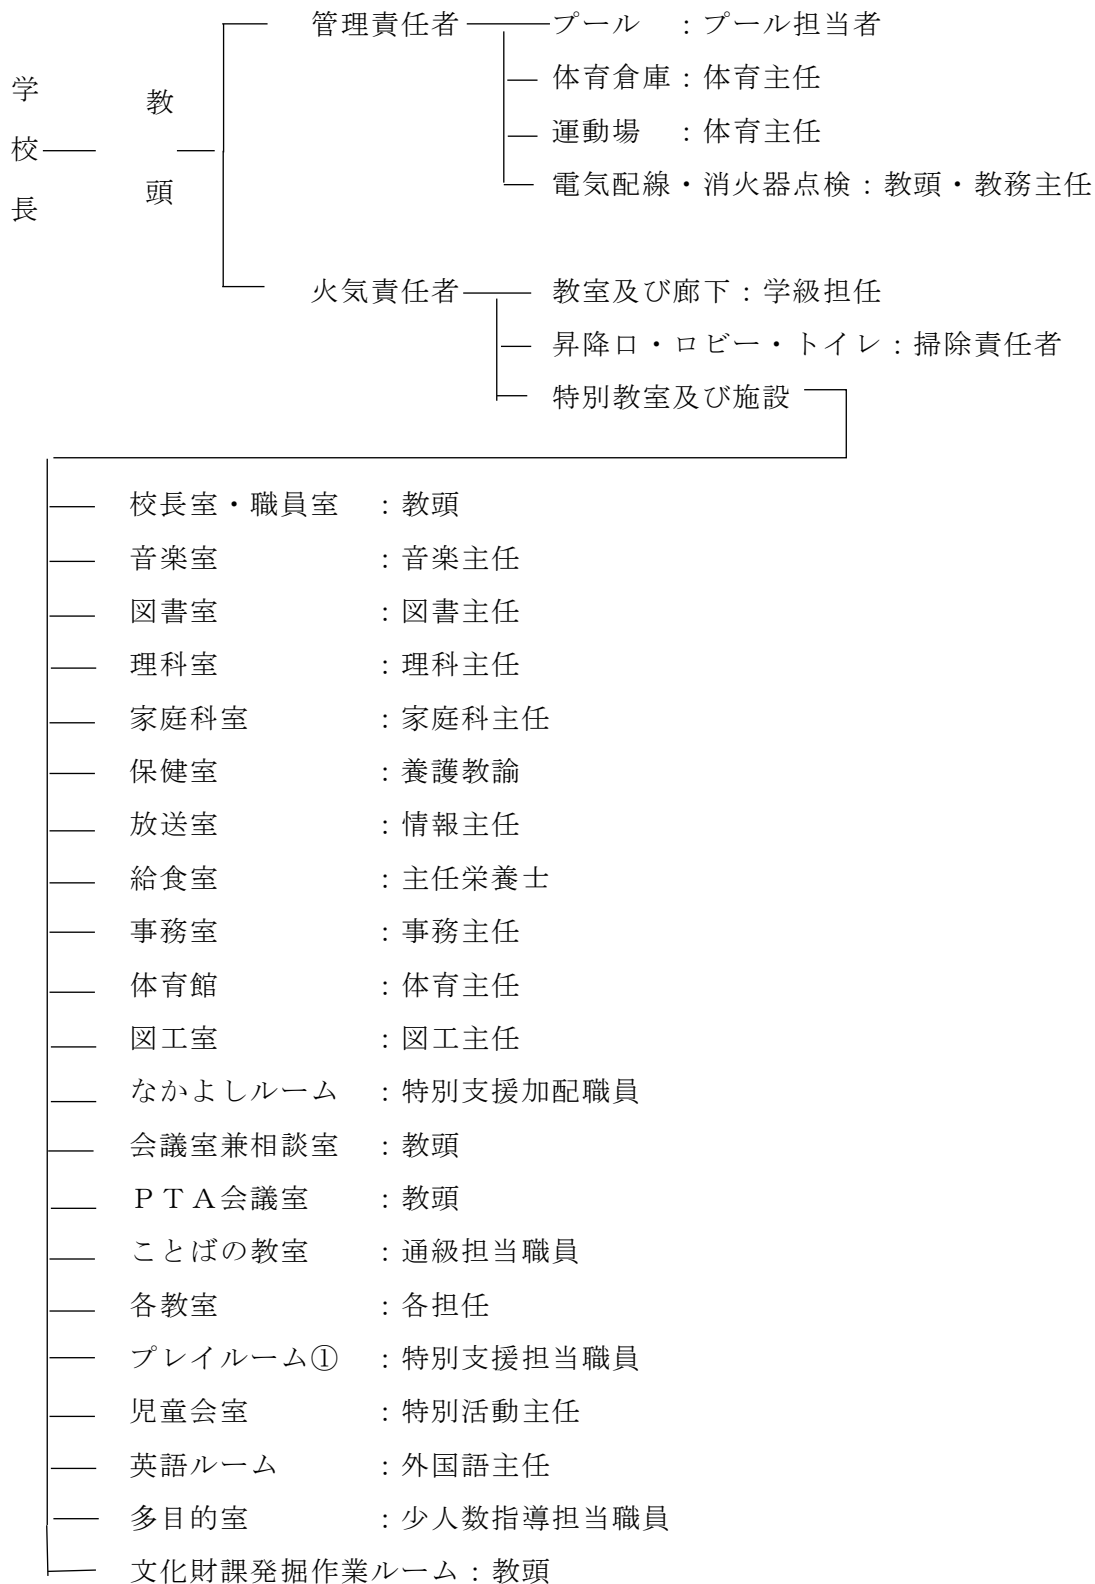 学校長
教頭
管理責任者
プール ：プール担当者
体育倉庫：体育主任
運動場 ：体育主任
電気配線・消火器点検：教頭・教務主任
火気責任者
教室及び廊下：学級担任
昇降口・ロビー・トイレ：掃除責任者
特別教室及び施設
校長室・職員室 ：教頭
音楽室 ：音楽主任
図書室 ：図書主任
理科室 ：理科主任
家庭科室 ：家庭科主任
保健室 ：養護教諭
放送室 ：情報主任
給食室 ：主任栄養士
事務室 ：事務主任
体育館 ：体育主任
図工室 ：図工主任
なかよしルーム ：特別支援加配職員
会議室兼相談室 ：教頭
ＰＴＡ会議室 ：教頭
ことばの教室 ：通級担当職員
各教室 ：各担任
プレイルーム① ：特別支援担当職員
児童会室 ：特別活動主任
英語ルーム ：外国語主任
多目的室 ：少人数指導担当職員
文化財課発掘作業ルーム：教頭